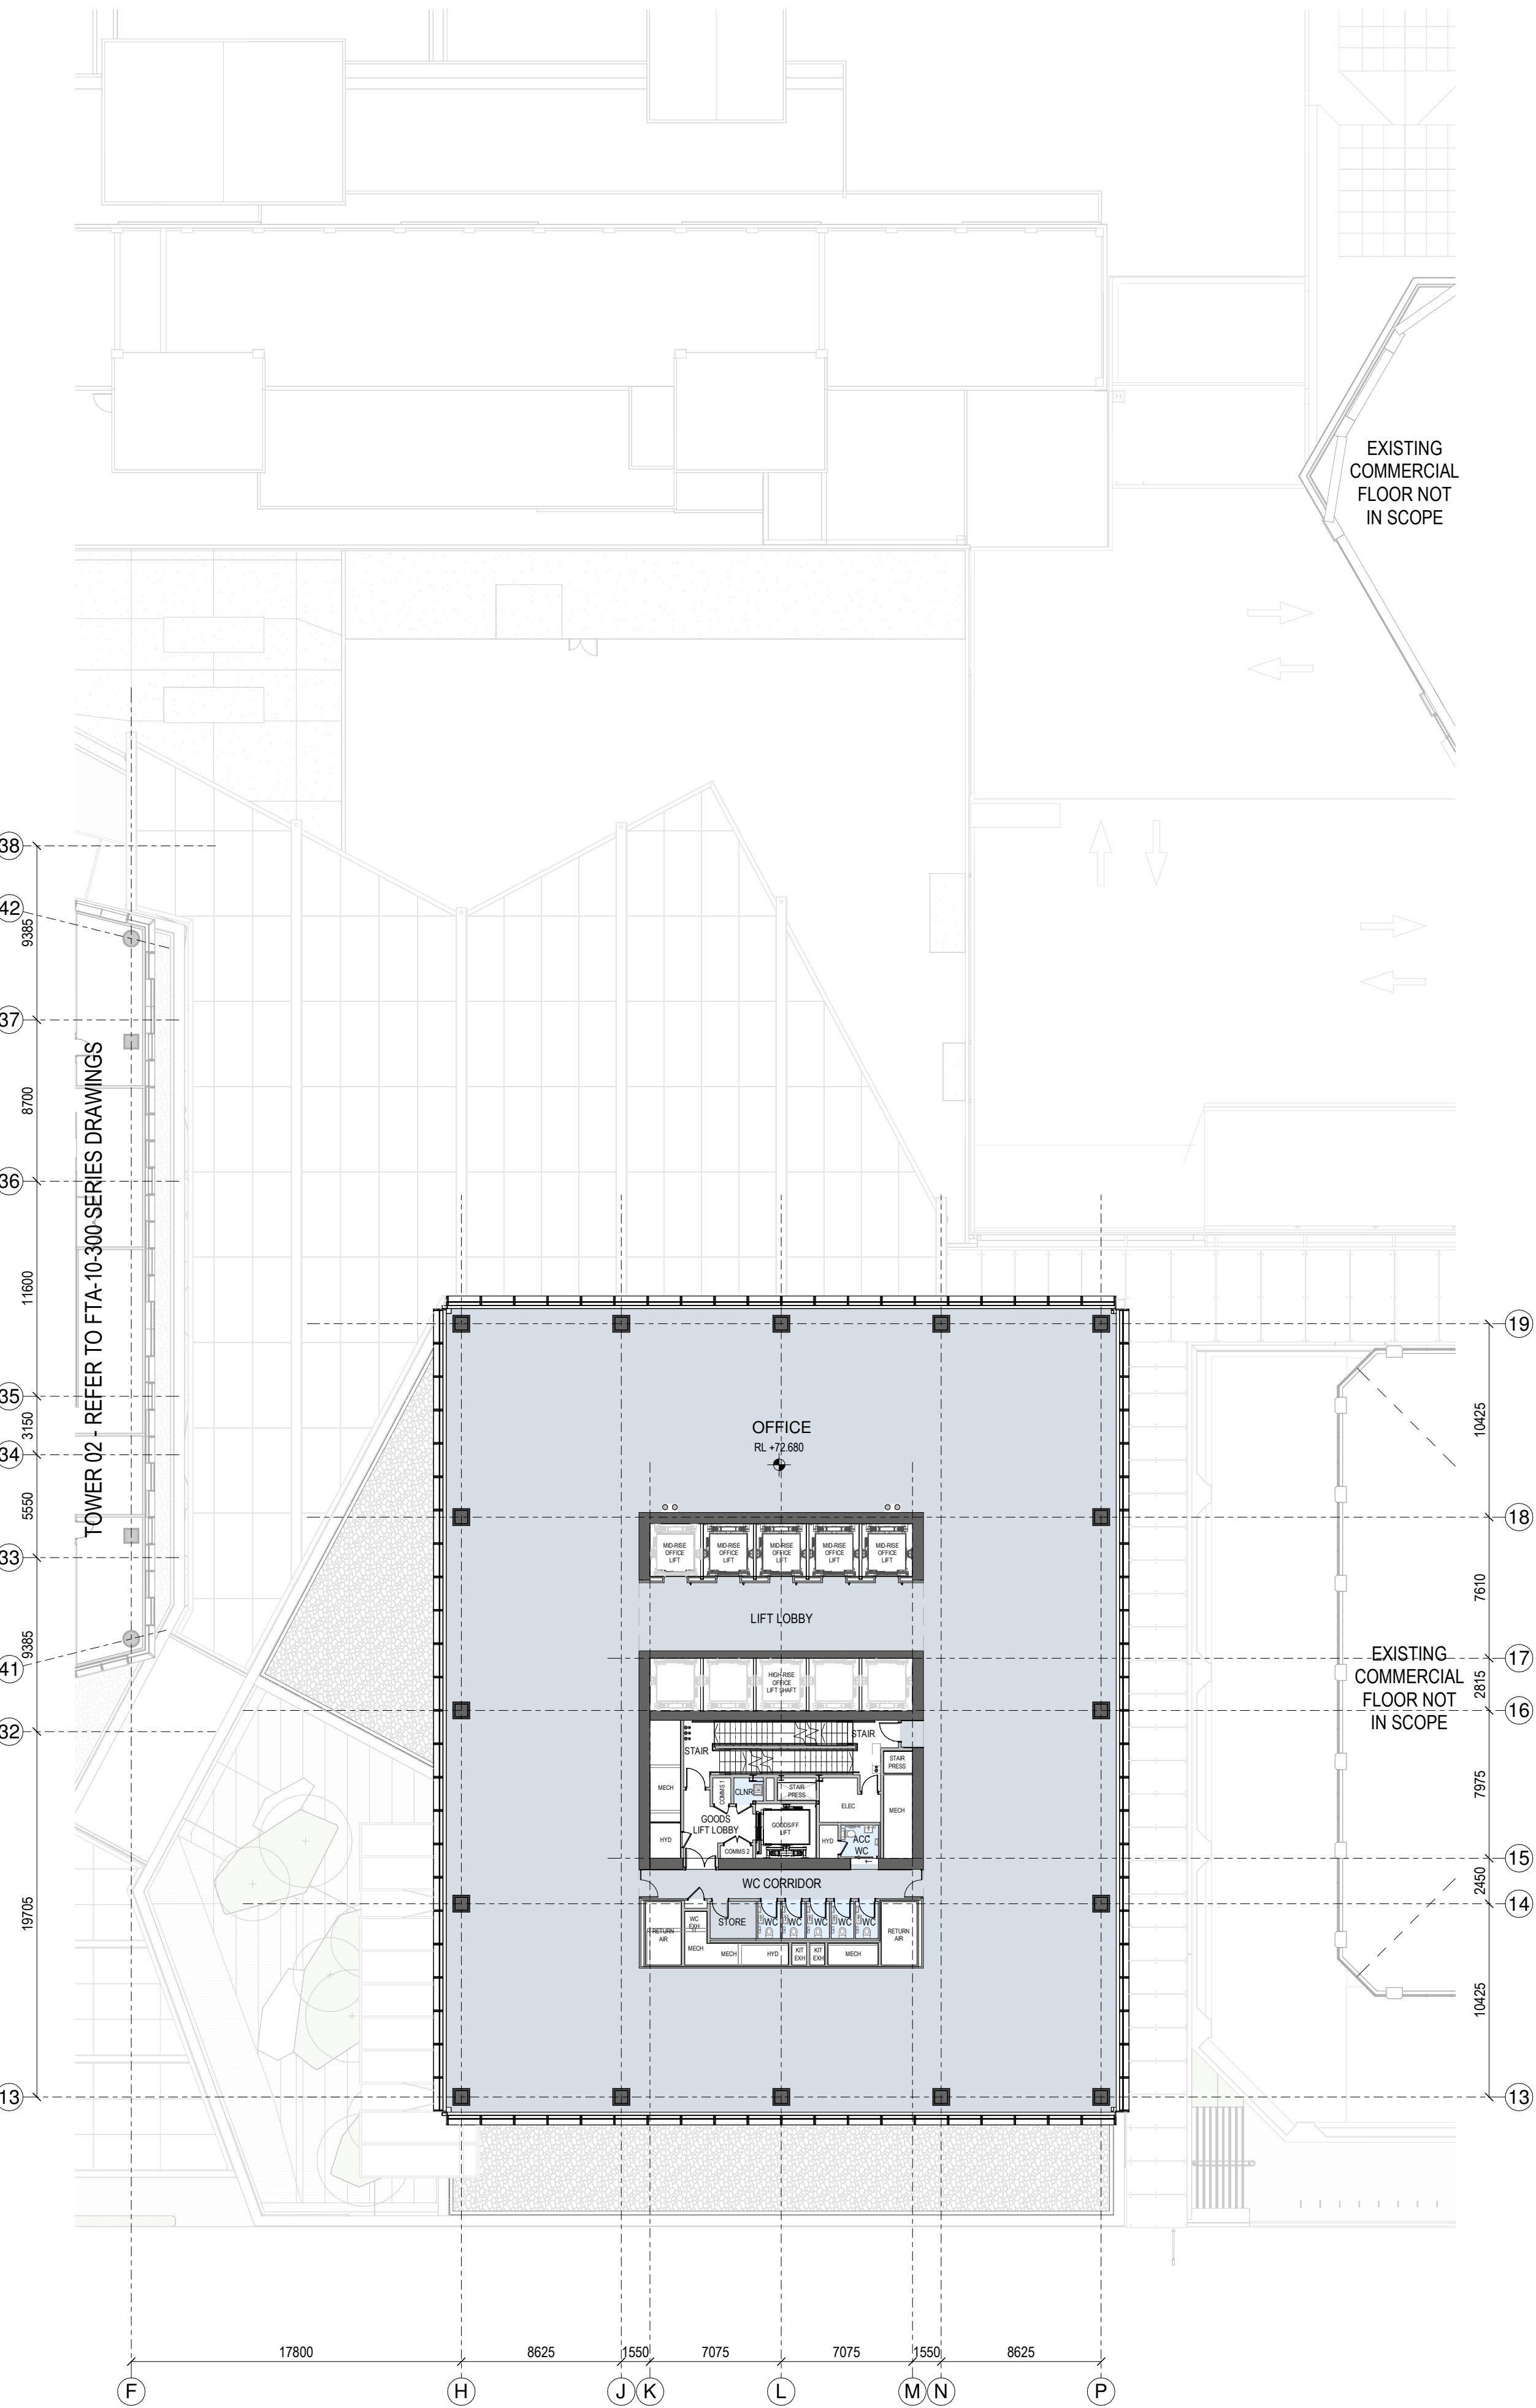 EXISTING
COMMERCIAL
FLOOR NOT
IN SCOPE
38
42
9385
37
8700
36
TOWER 02 - REFER TO FTA-10-300 SERIES DRAWINGS
11600
35
3150
34
5550
33
9385
41
32
19705
13
19
10425
18
7610
17
2815
16
7975
15
2450
14
10425
13
OFFICE
RL +72.680
MID-RISE
OFFICE
LIFT
MID-RISE
OFFICE
LIFT
MID-RISE
OFFICE
LIFT
MID-RISE
OFFICE
LIFT
MID-RISE
OFFICE
LIFT
LIFT LOBBY
HIGH-RISE
OFFICE
LIFT SHAFT
EXISTING
COMMERCIAL
FLOOR NOT
IN SCOPE
STAIR
STAIR
STAIR
PRESS
MECH
COMMS 1
CLNR
STAIR
PRESS
ELEC
MECH
GOODS
LIFT LOBBY
GOODS/FF
LIFT
HYD
COMMS 2
HYD
ACC
WC
WC CORRIDOR
RETURN
AIR
WC
EXH
STORE
WC
WC
WC
WC
WC
RETURN
AIR
MECH
MECH
HYD
KIT
EXH
KIT
EXH
MECH
17800
8625
1550
7075
7075
1550
8625
F
H
J
K
L
M
N
P